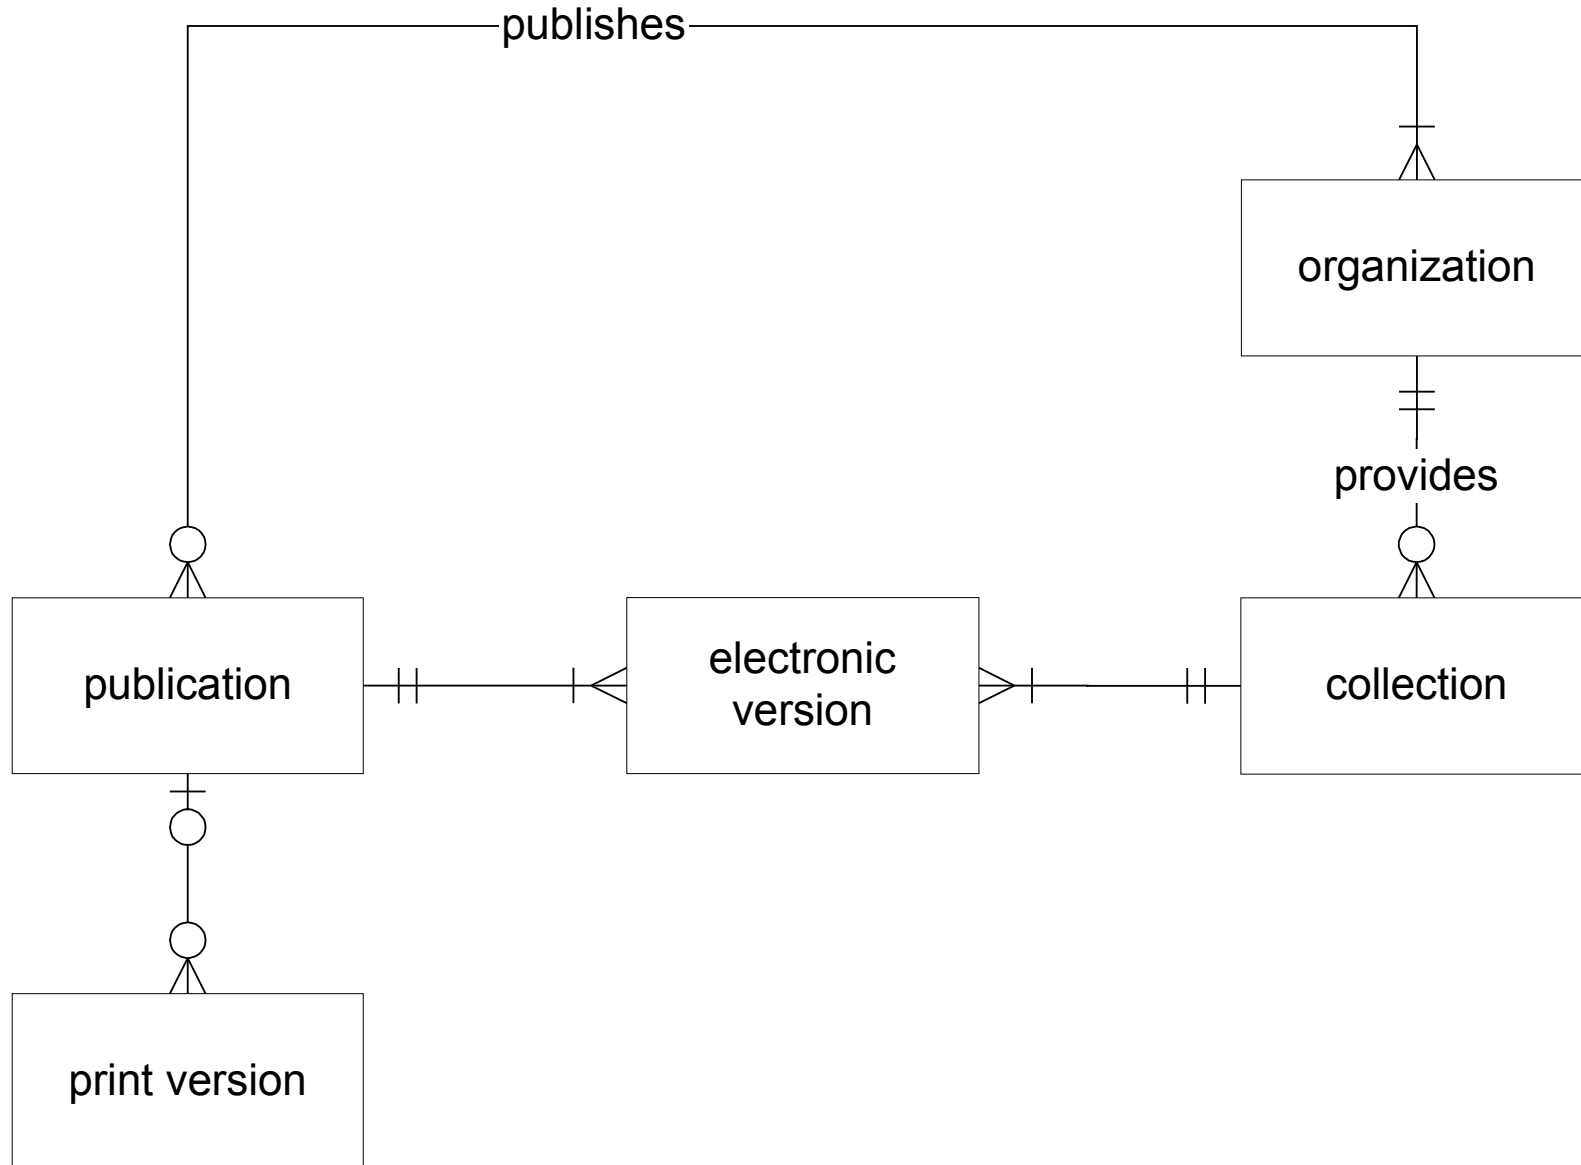 publishes
organization
provides
publication
electronic
version
collection
print version